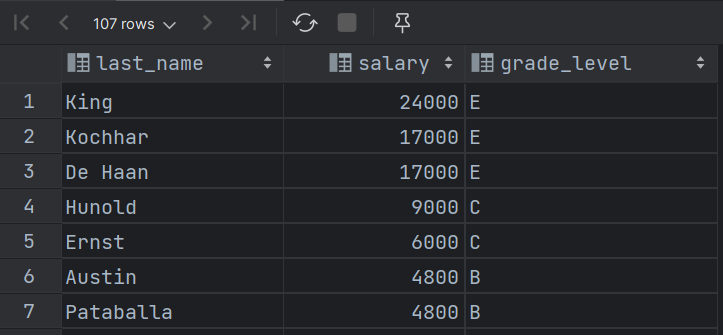 107 rows
last_name salary grade_level
1 King 24000 E
2 Kochhar 17000 E
3 De Haan 17000 E
4 Hunold 9000 C
5 Ernst 6000 C
6 Austin 4800 B
7 Pataballa 4800 B